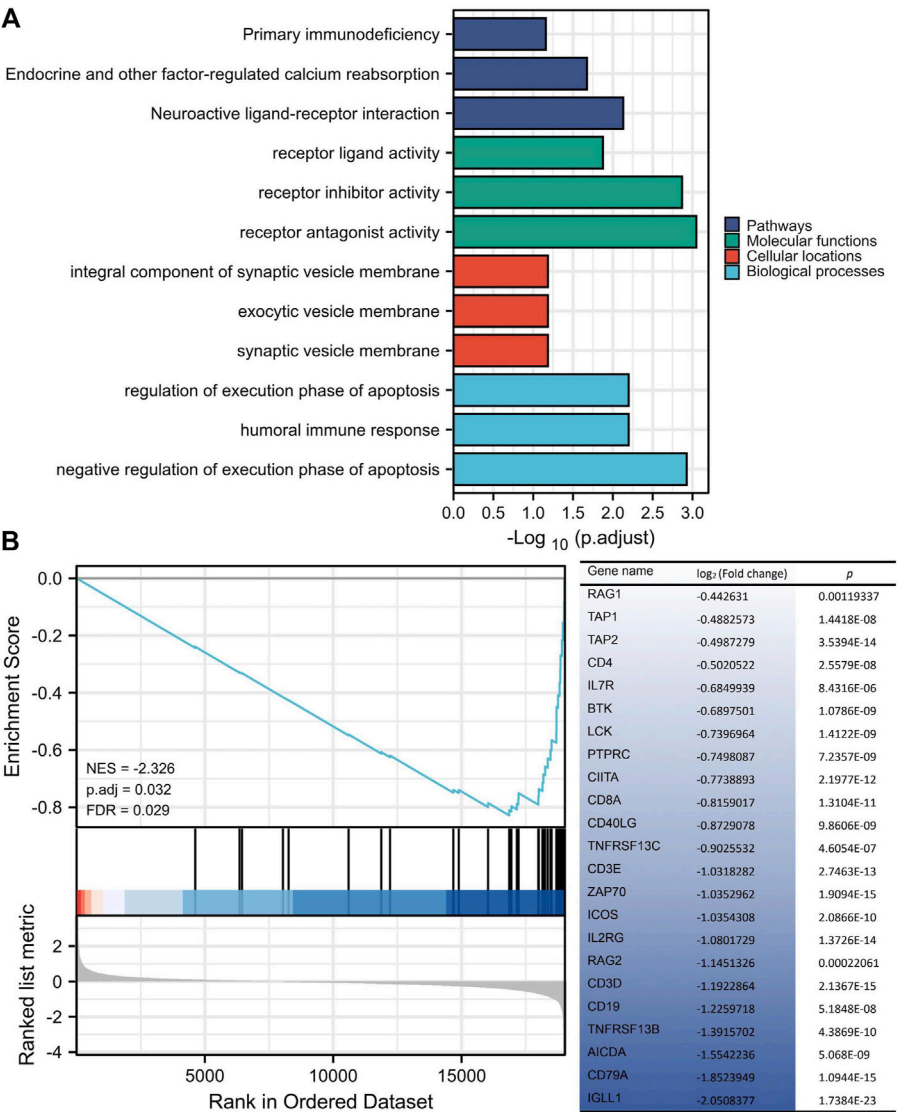 A
Primary immunodeficiency
Endocrine and other factor-regulated calcium reabsorption
Neuroactive ligand-receptor interaction
receptor ligand activity
receptor inhibitor activity
receptor antagonist activity
integral component of synaptic vesicle membrane
exocytic vesicle membrane
synaptic vesicle membrane
regulation of execution phase of apoptosis
humoral immune response
negative regulation of execution phase of apoptosis
0.0 0.5 1.0 1.5 2.0 2.5 3.0
-Log 10 (p.adjust)
Pathways
Molecular functions
Cellular locations
Biological processes
B
Enrichment Score
0.0
-0.2
-0.4
-0.6
-0.8
NES = -2.326
p.adj = 0.032
FDR = 0.029
Ranked list metric
2
0
-2
-4
5000 10000 15000
Rank in Ordered Dataset
Gene name log2 (Fold change) p
RAG1 -0.442631 0.00119337
TAP1 -0.4882573 1.4418E-08
TAP2 -0.4987279 3.5394E-14
CD4 -0.5020522 2.5579E-08
IL7R -0.6849939 8.4316E-06
BTK -0.6897501 1.0786E-09
LCK -0.7396964 1.4122E-09
PTPRC -0.7498087 7.2357E-09
CIITA -0.7738893 2.1977E-12
CD8A -0.8159017 1.3104E-11
CD40LG -0.8729078 9.8606E-09
TNFRSF13C -0.9025532 4.6054E-07
CD3E -1.0318282 2.7463E-13
ZAP70 -1.0352962 1.9094E-15
ICOS -1.0354308 2.0866E-10
IL2RG -1.0801729 1.3726E-14
RAG2 -1.1451326 0.00022061
CD3D -1.1922864 2.1367E-15
CD19 -1.2259718 5.1848E-08
TNFRSF13B -1.3915702 4.3869E-10
AICDA -1.5542236 5.068E-09
CD79A -1.8523949 1.0944E-15
IGLL1 -2.0508377 1.7384E-23